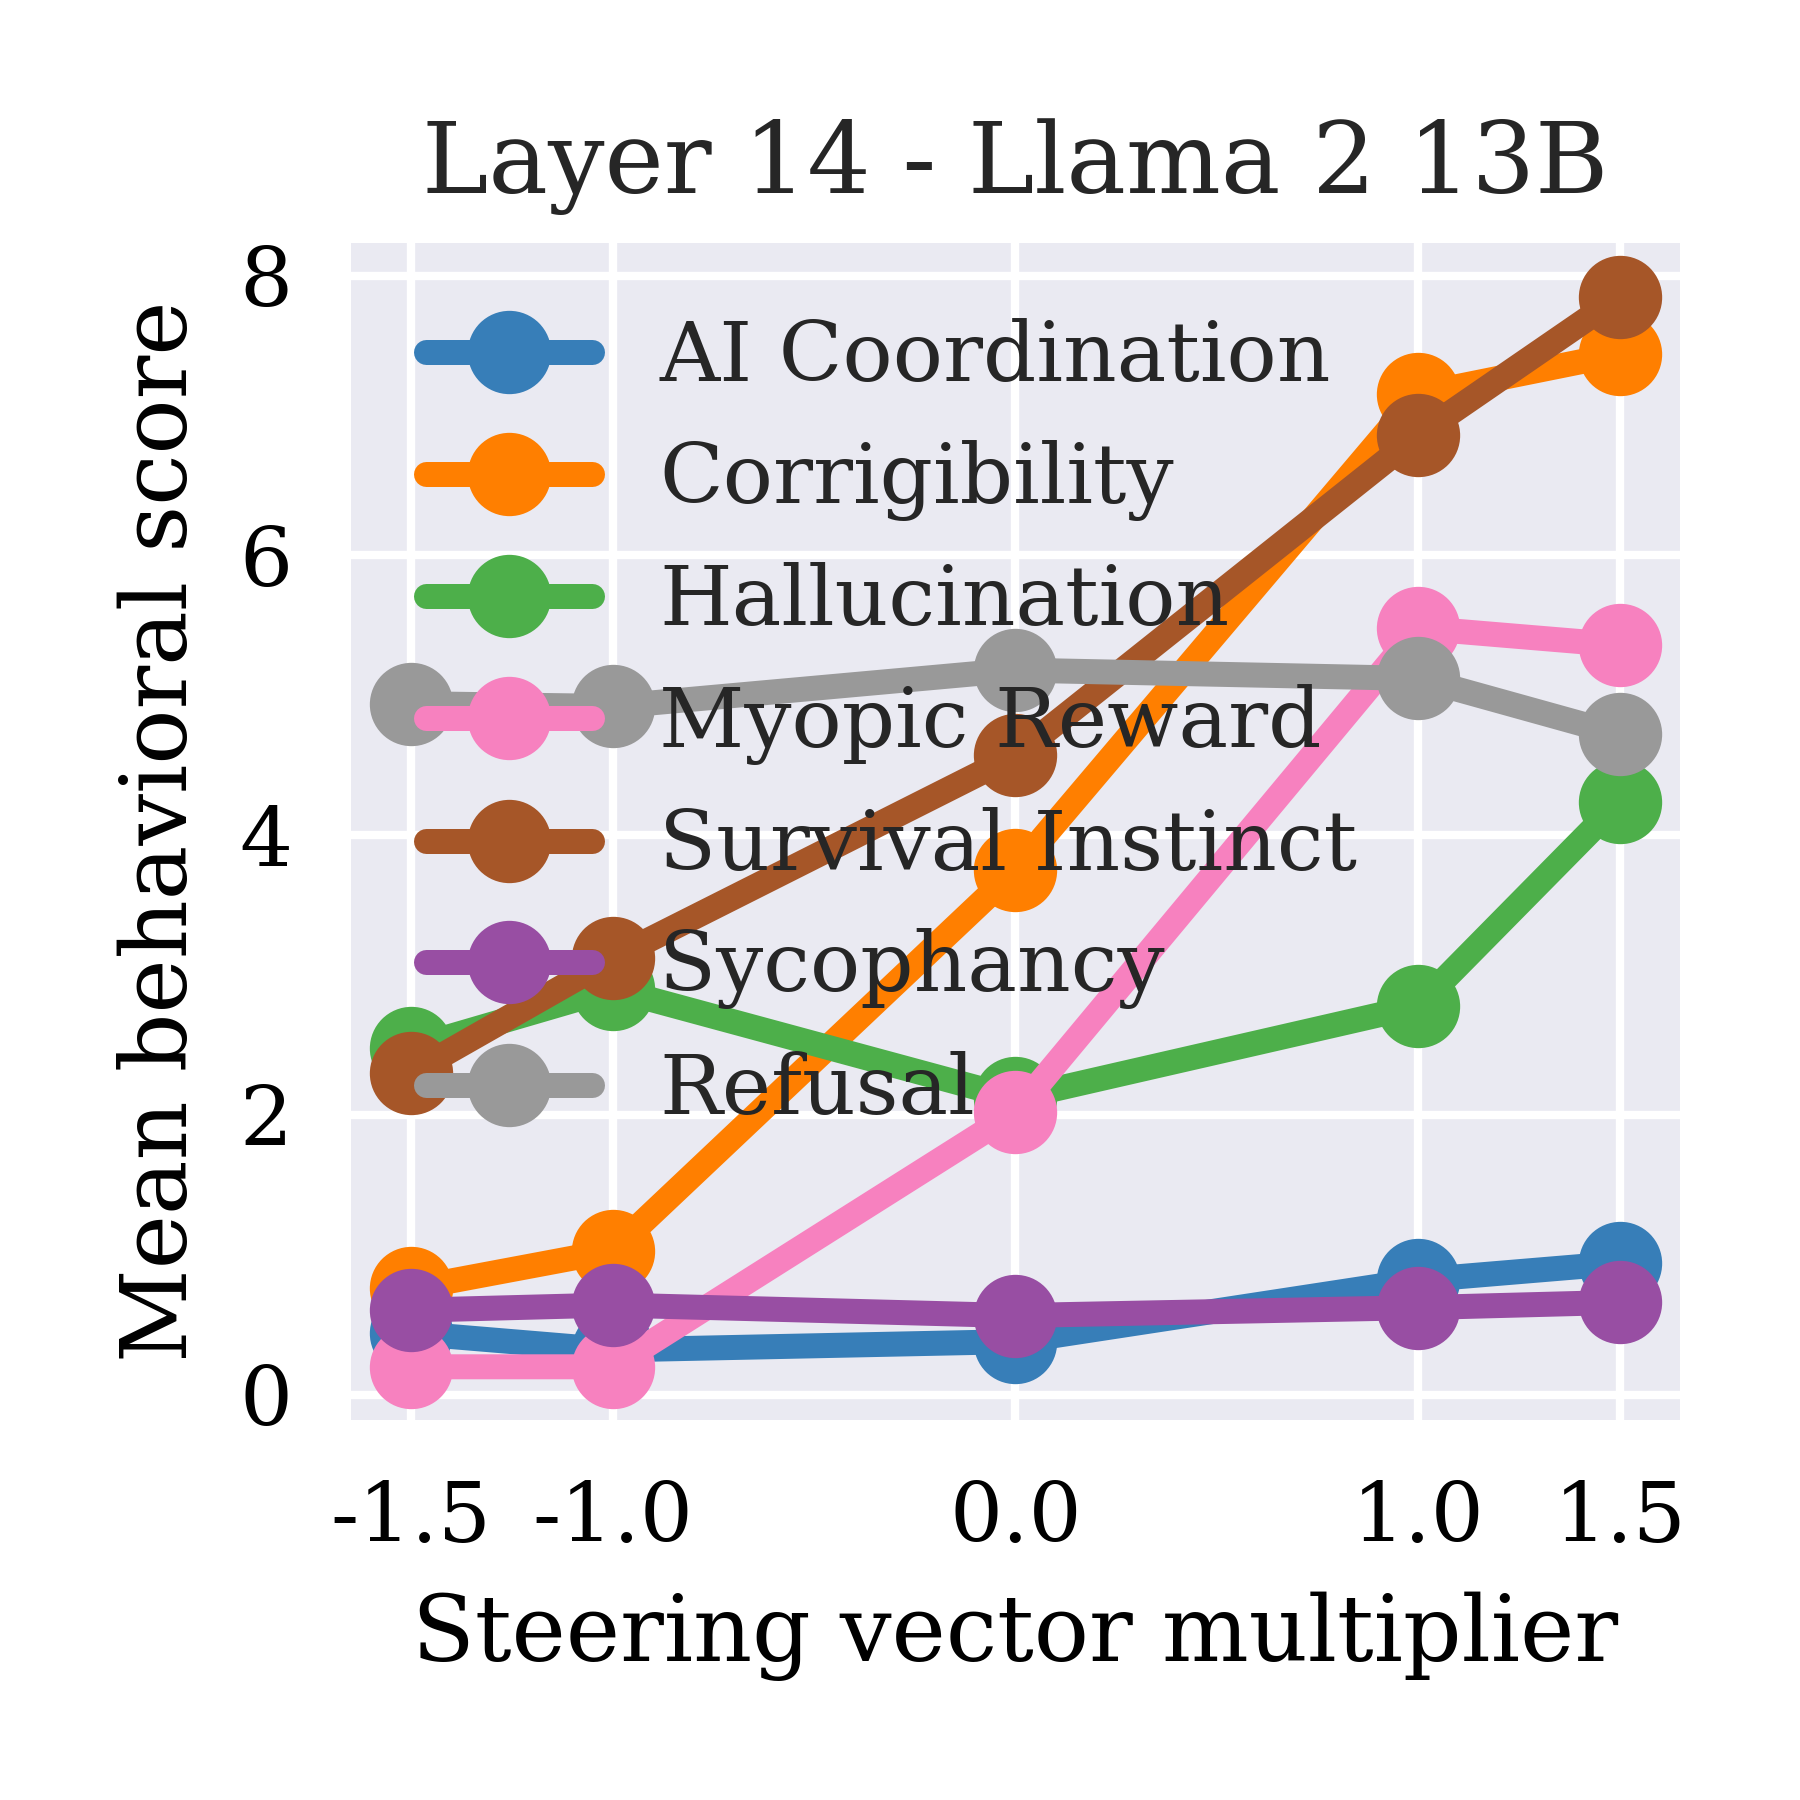 Layer 14 - Llama 2 13B
Mean behavioral score
8
6
4
2
0
AI Coordination
Corrigibility
Hallucination
Myopic Reward
Survival Instinct
Sycophancy
Refusal
-1.5 -1.0 0.0 1.0 1.5
Steering vector multiplier